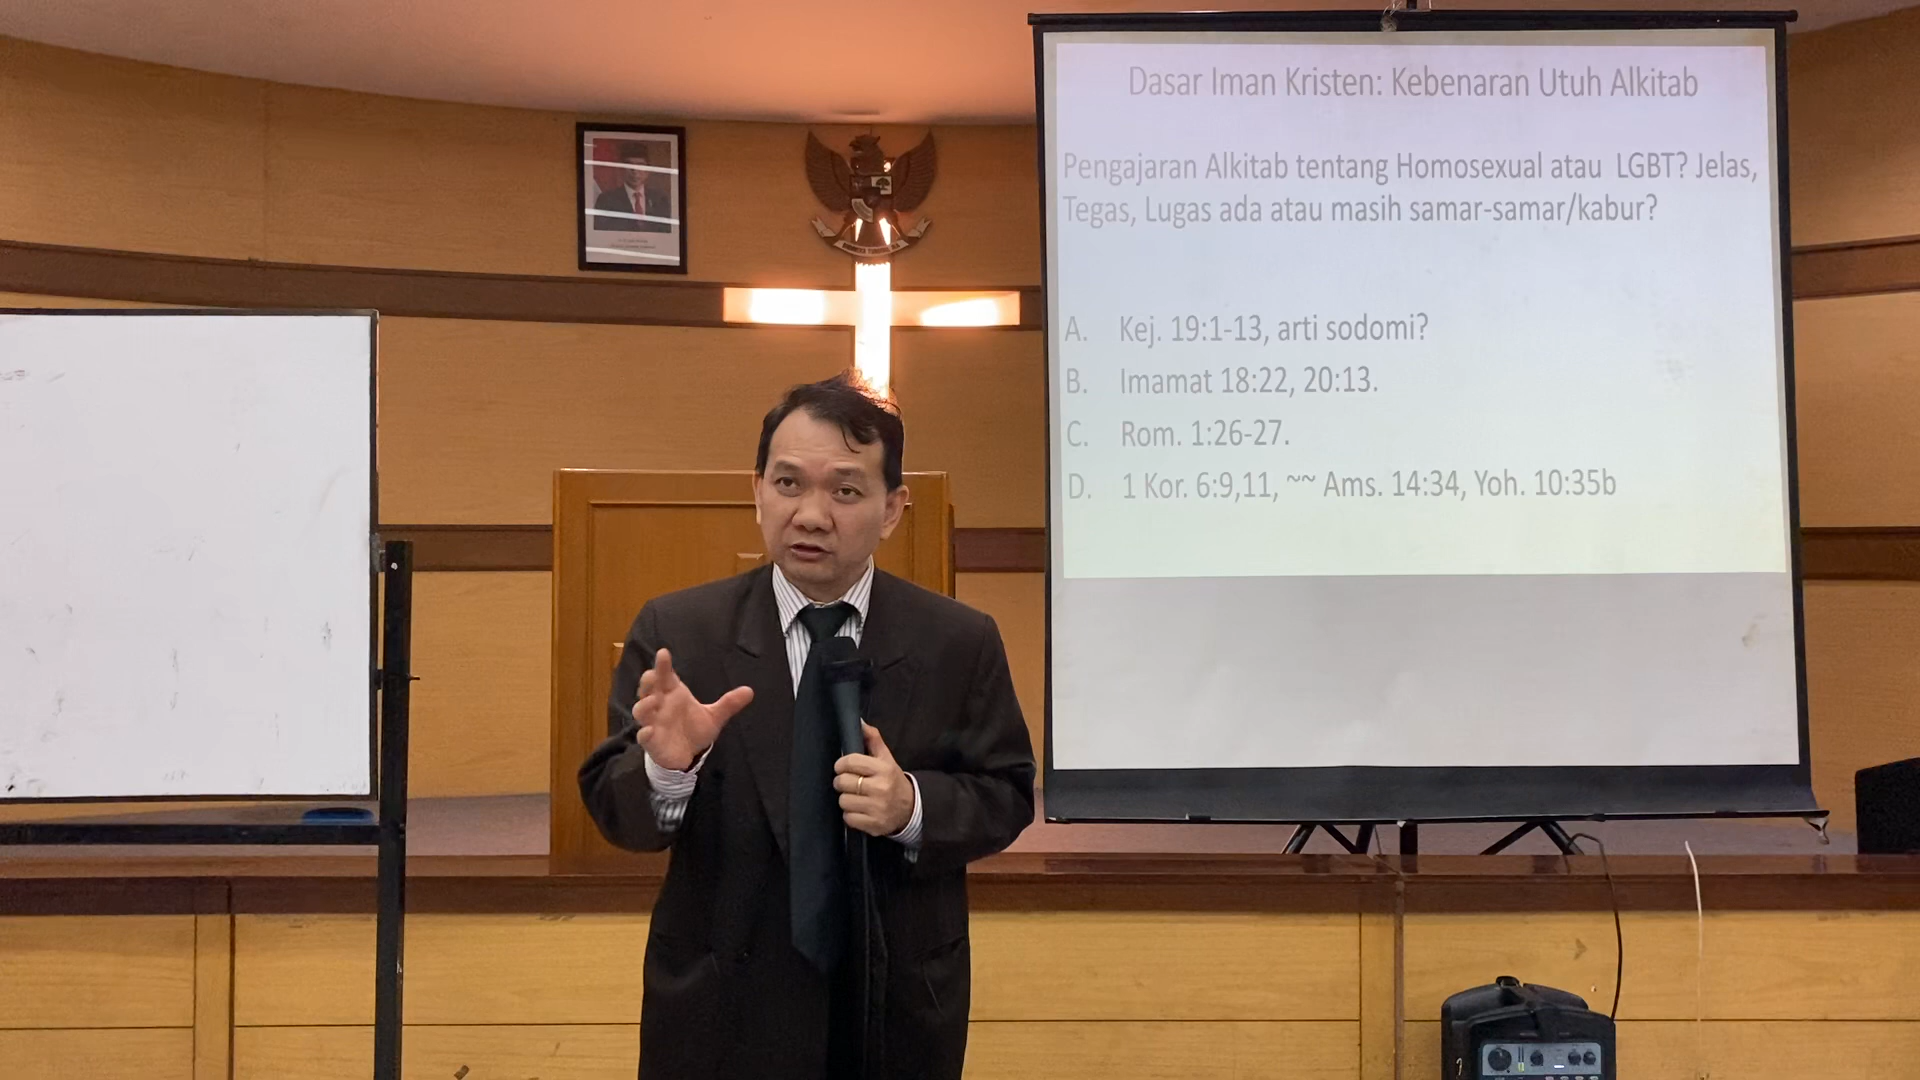 Dasar Iman Kristen: Kebenaran Utuh Alkitab
Pengajaran Alkitab tentang Homosexual atau LGBT? Jelas,
Tegas, Lugas ada atau masih samar-samar/kabur?
A. Kej. 19:1-13, arti sodomi?
B. Imamat 18:22, 20:13.
C. Rom. 1:26-27.
D. 1 Kor. 6:9,11, ~~ Ams. 14:34, Yoh. 10:35b